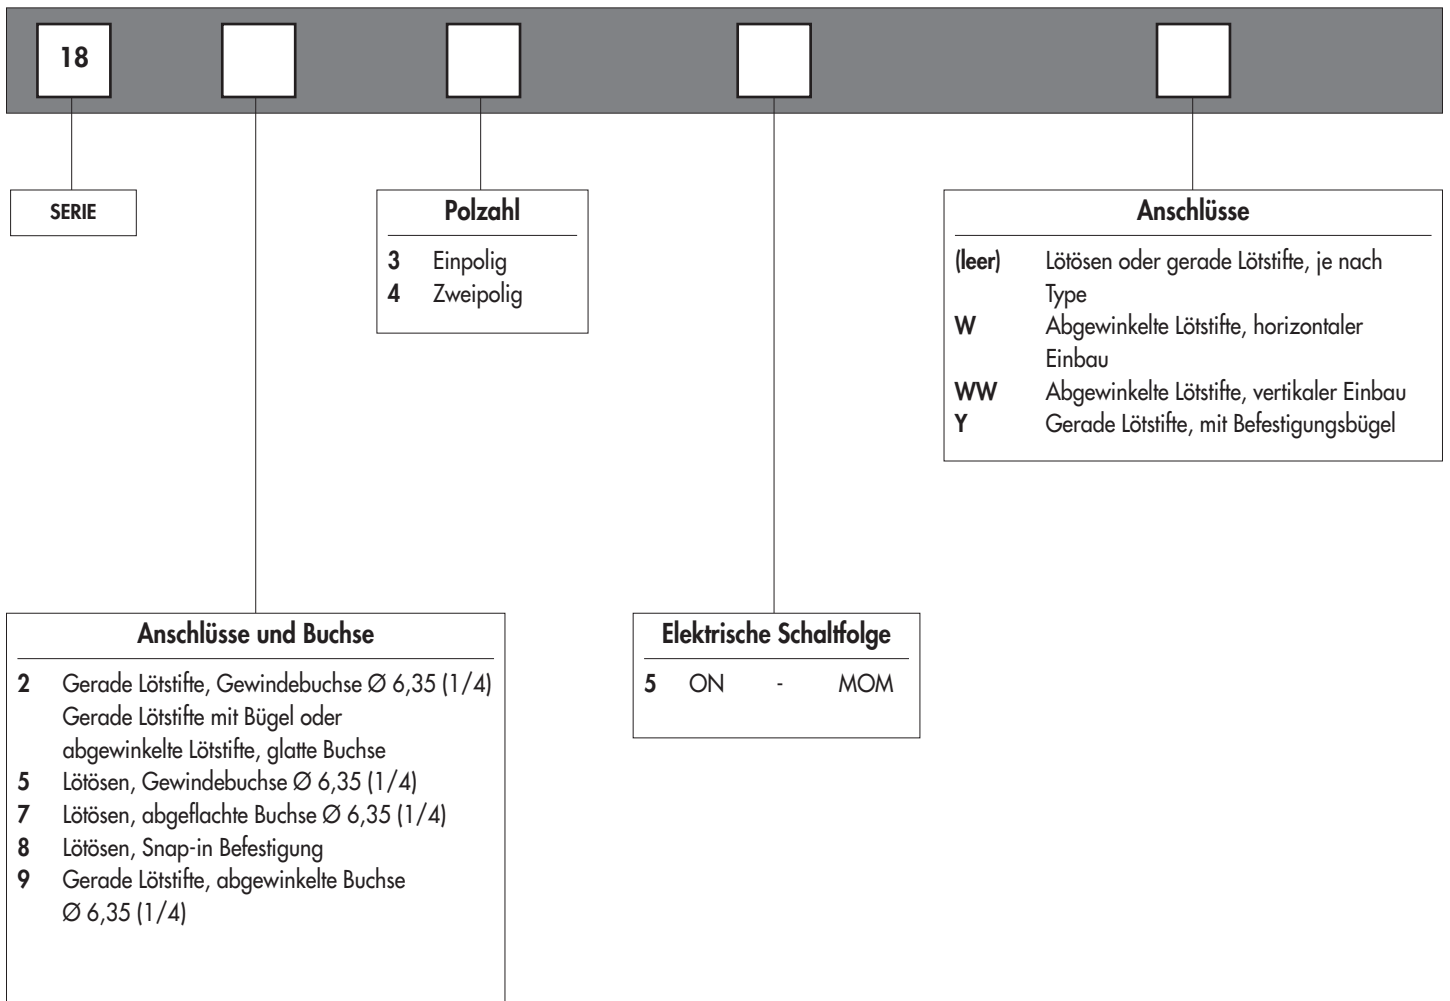 18
SERIE
Polzahl
3 Einpolig
4 Zweipolig
Anschlüsse
(leer) Lötösen oder gerade Lötstifte, je nach
Type
W Abgewinkelte Lötstifte, horizontaler
Einbau
WW Abgewinkelte Lötstifte, vertikaler Einbau
Y Gerade Lötstifte, mit Befestigungsbügel
Anschlüsse und Buchse
2 Gerade Lötstifte, Gewindebuchse Ø 6,35 (1/4)
Gerade Lötstifte mit Bügel oder
abgewinkelte Lötstifte, glatte Buchse
5 Lötösen, Gewindebuchse Ø 6,35 (1/4)
7 Lötösen, abgeflachte Buchse Ø 6,35 (1/4)
8 Lötösen, Snap-in Befestigung
9 Gerade Lötstifte, abgewinkelte Buchse
Ø 6,35 (1/4)
Elektrische Schaltfolge
5 ON - MOM